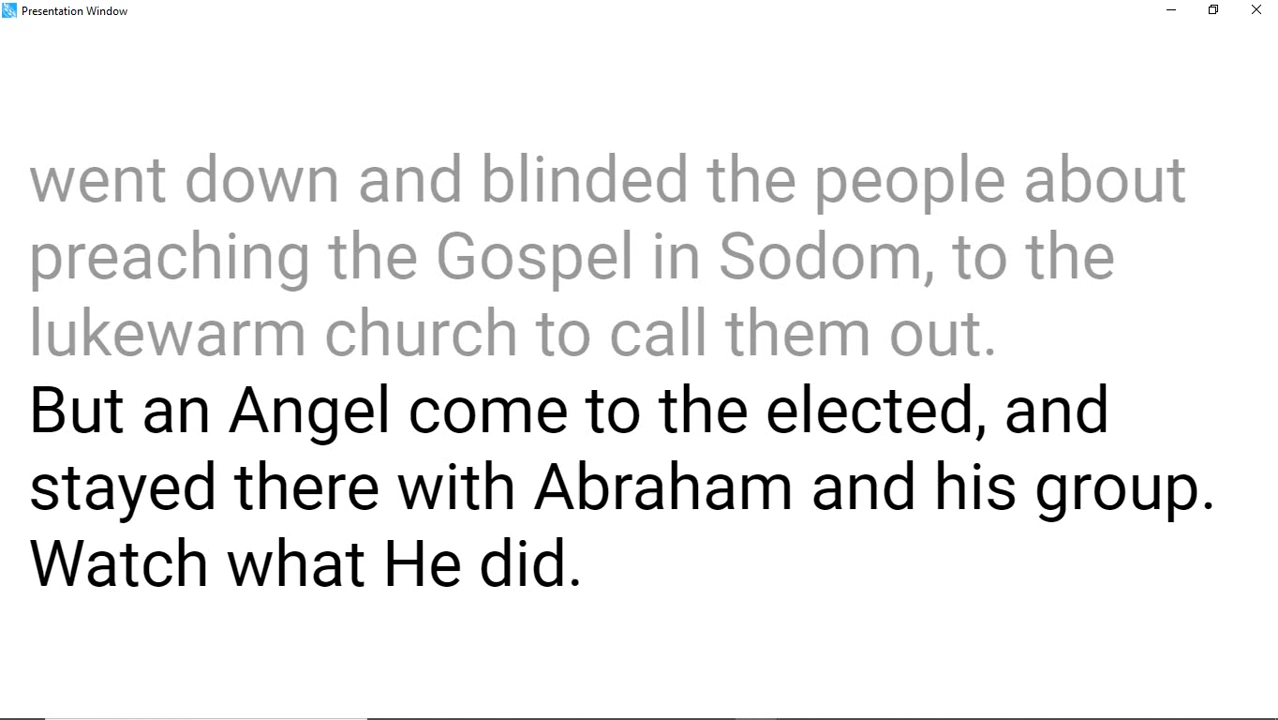 Presentation Window
went down and blinded the people about
preaching the Gospel in Sodom, to the
lukewarm church to call them out.
But an Angel come to the elected, and
stayed there with Abraham and his group.
Watch what He did.